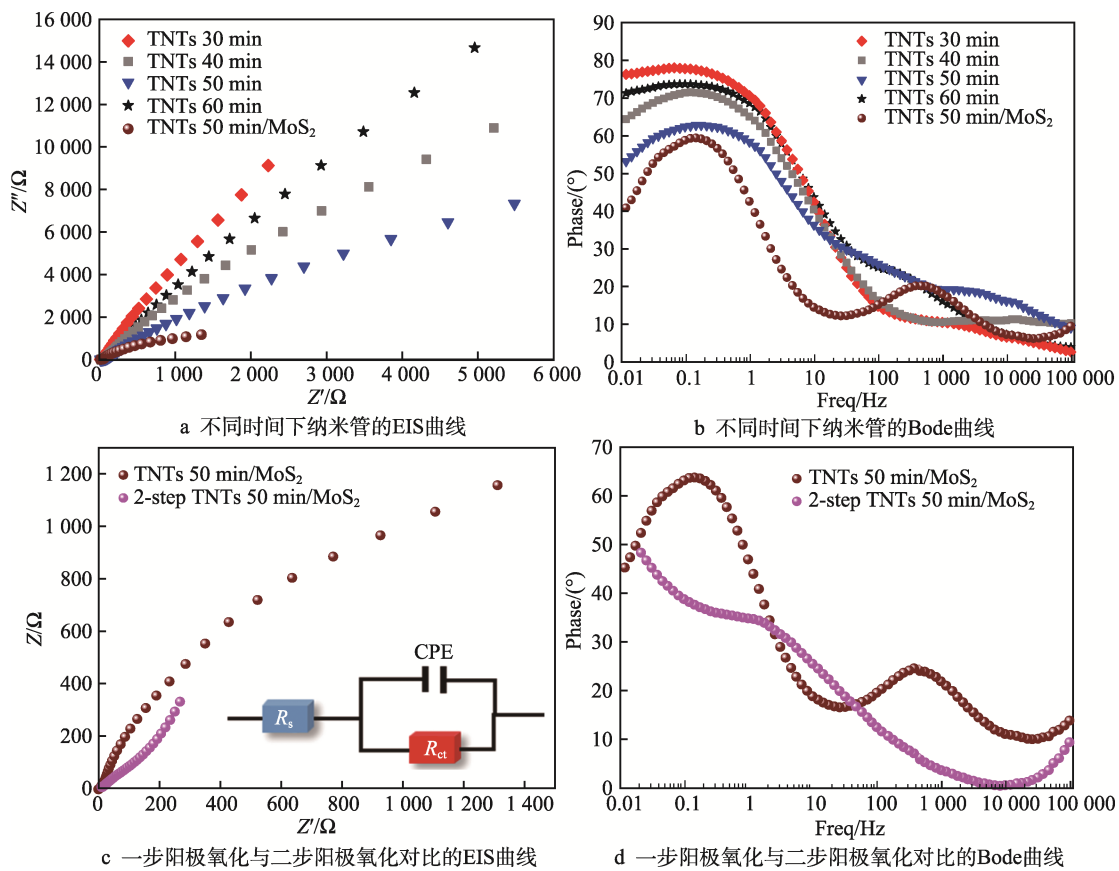 16 000
14 000
12 000
10 000
8 000
6 000
4 000
2 000
0
Z″/Ω
TNTs 30 min
TNTs 40 min
TNTs 50 min
TNTs 60 min
TNTs 50 min/MoS₂
0 1 000 2 000 3 000 4 000 5 000 6 000
Z′/Ω
a 不同时间下纳米管的EIS曲线
90
80
70
60
50
40
30
20
10
0
Phase/(°)
TNTs 30 min
TNTs 40 min
TNTs 50 min
TNTs 60 min
TNTs 50 min/MoS₂
0.01 0.1 1 10 100 1 000 10 000 100 000
Freq/Hz
b 不同时间下纳米管的Bode曲线
1 200
1 000
800
600
400
200
0
Z/Ω
TNTs 50 min/MoS₂
2-step TNTs 50 min/MoS₂
CPE
Rs
Rct
0 200 400 600 800 1 000 1 200 1 400
Z′/Ω
c 一步阳极氧化与二步阳极氧化对比的EIS曲线
70
60
50
40
30
20
10
0
Phase/(°)
TNTs 50 min/MoS₂
2-step TNTs 50 min/MoS₂
0.01 0.1 1 10 100 1 000 10 000 100 000
Freq/Hz
d 一步阳极氧化与二步阳极氧化对比的Bode曲线